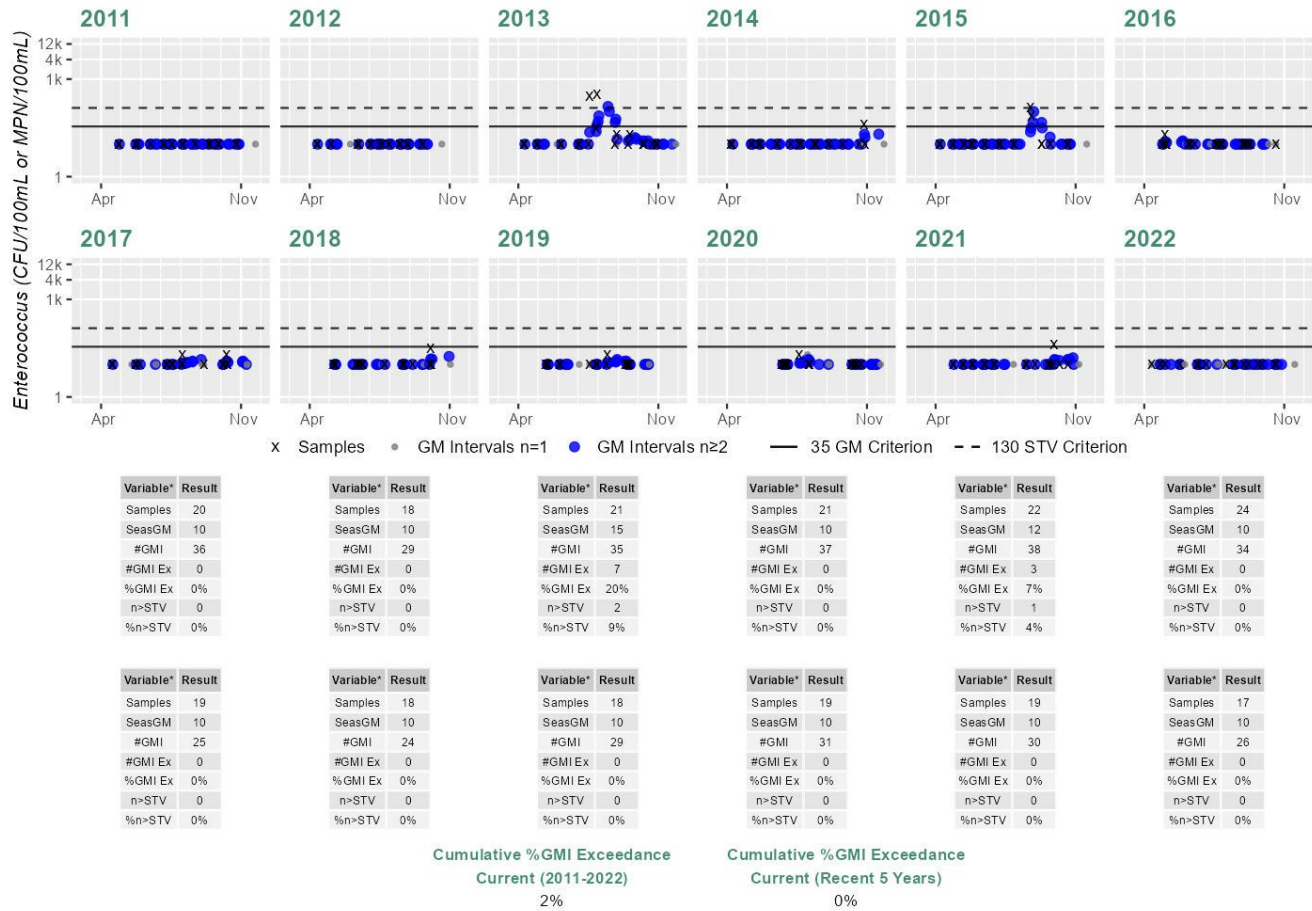 2011 2012 2013 2014 2015 2016
12k
4k
1k
1
Apr Nov Apr Nov Apr Nov Apr Nov Apr Nov Apr Nov
2017 2018 2019 2020 2021 2022
12k
4k
1k
1
Apr Nov Apr Nov Apr Nov Apr Nov Apr Nov Apr Nov
Enterococcus (CFU/100mL or MPN/100mL)
x Samples GM Intervals n=1 GM Intervals n≥2 35 GM Criterion 130 STV Criterion
Variable* Result Variable* Result Variable* Result Variable* Result Variable* Result Variable* Result
Samples 20 Samples 18 Samples 21 Samples 21 Samples 22 Samples 24
SeasGM 10 SeasGM 10 SeasGM 15 SeasGM 10 SeasGM 12 SeasGM 10
#GMI 36 #GMI 29 #GMI 35 #GMI 37 #GMI 38 #GMI 34
#GMI Ex 0 #GMI Ex 0 #GMI Ex 7 #GMI Ex 0 #GMI Ex 3 #GMI Ex 0
%GMI Ex 0% %GMI Ex 0% %GMI Ex 20% %GMI Ex 0% %GMI Ex 7% %GMI Ex 0%
n>STV 0 n>STV 0 n>STV 2 n>STV 0 n>STV 1 n>STV 0
%n>STV 0% %n>STV 0% %n>STV 9% %n>STV 0% %n>STV 4% %n>STV 0%
Variable* Result Variable* Result Variable* Result Variable* Result Variable* Result Variable* Result
Samples 19 Samples 18 Samples 18 Samples 19 Samples 19 Samples 17
SeasGM 10 SeasGM 10 SeasGM 10 SeasGM 10 SeasGM 10 SeasGM 10
#GMI 25 #GMI 24 #GMI 29 #GMI 31 #GMI 30 #GMI 26
#GMI Ex 0 #GMI Ex 0 #GMI Ex 0 #GMI Ex 0 #GMI Ex 0 #GMI Ex 0
%GMI Ex 0% %GMI Ex 0% %GMI Ex 0% %GMI Ex 0% %GMI Ex 0% %GMI Ex 0%
n>STV 0 n>STV 0 n>STV 0 n>STV 0 n>STV 0 n>STV 0
%n>STV 0% %n>STV 0% %n>STV 0% %n>STV 0% %n>STV 0% %n>STV 0%
Cumulative %GMI Exceedance Cumulative %GMI Exceedance
Current (2011-2022) Current (Recent 5 Years)
2% 0%